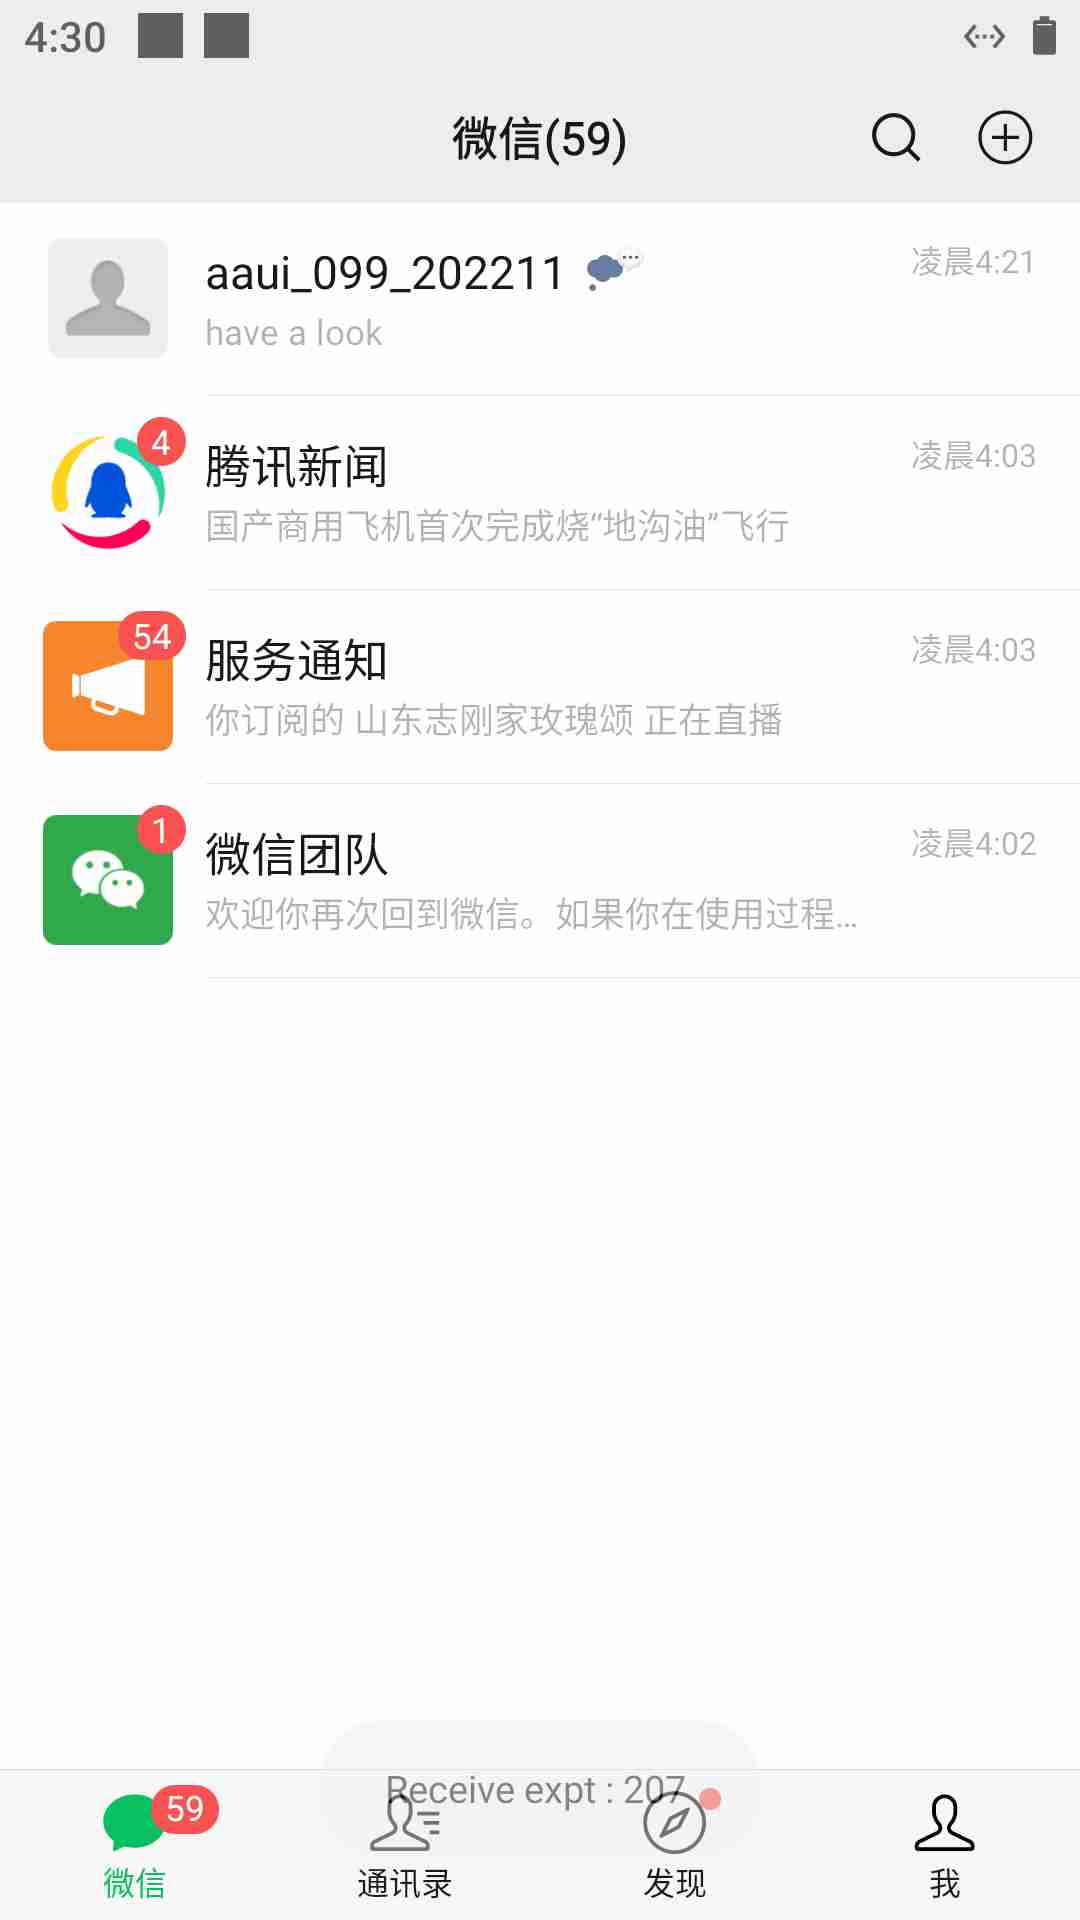 4:30
微信(59)
aaui_099_202211
凌晨4:21
have a look
4
腾讯新闻
凌晨4:03
国产商用飞机首次完成烧“地沟油”飞行
54
服务通知
凌晨4:03
你订阅的 山东志刚家玫瑰颂 正在直播
1
微信团队
凌晨4:02
欢迎你再次回到微信。如果你在使用过程...
Receive expt : 207
59
微信
通讯录
发现
我